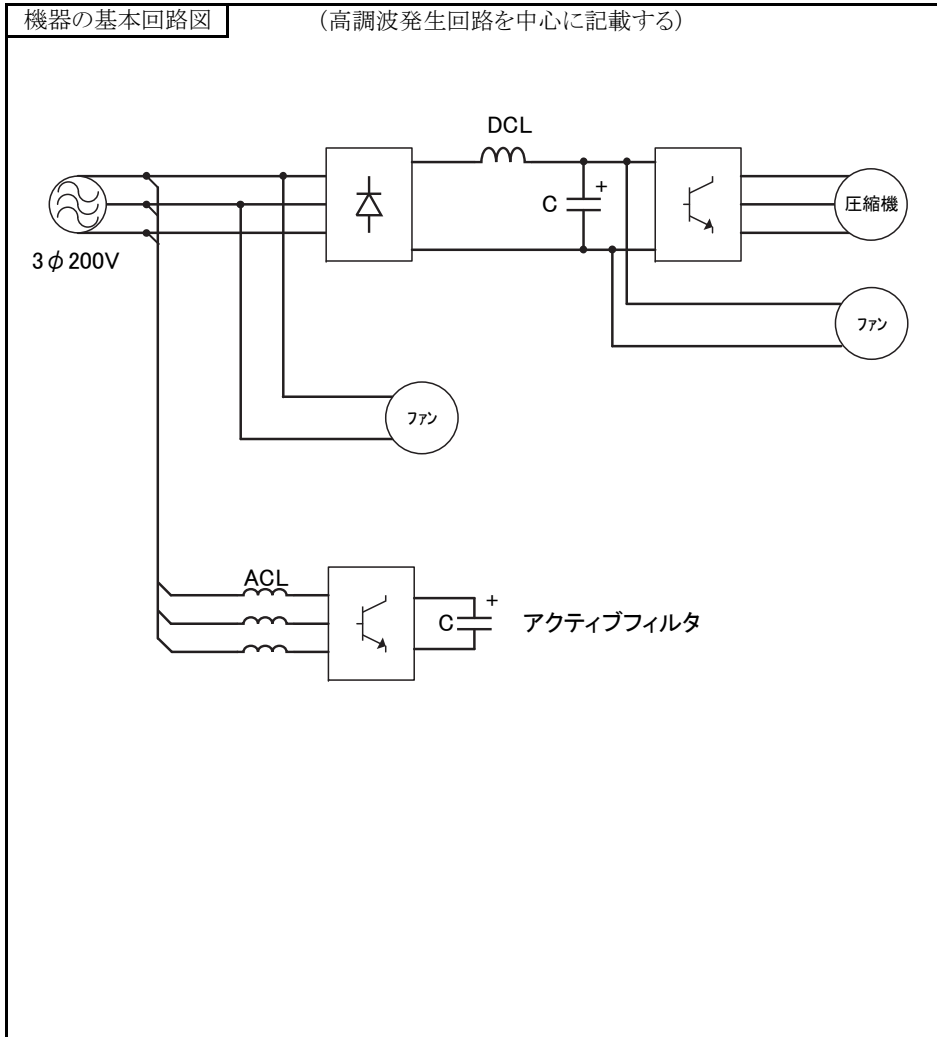 機器の基本回路図
（高調波発生回路を中心に記載する）
DCL
C
+
圧縮機
3φ200V
ファン
ファン
ACL
C
+
アクティブフィルタ